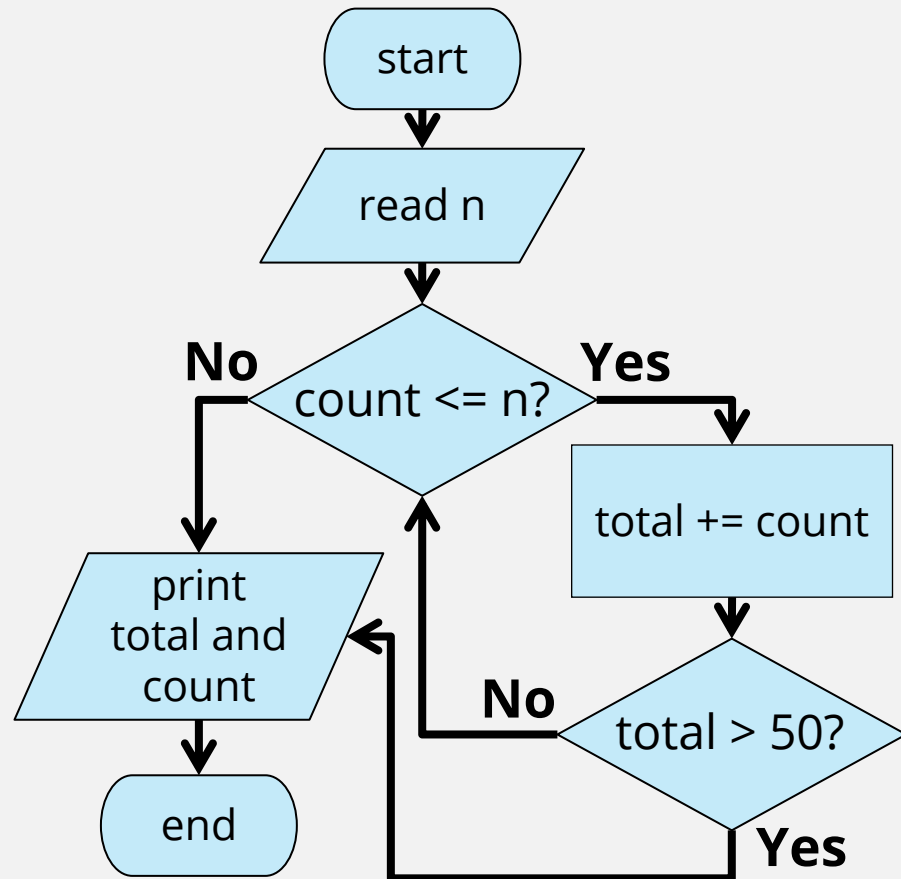 start
read n
No
Yes
count <= n?
total += count
print
total and
count
No
total > 50?
Yes
end